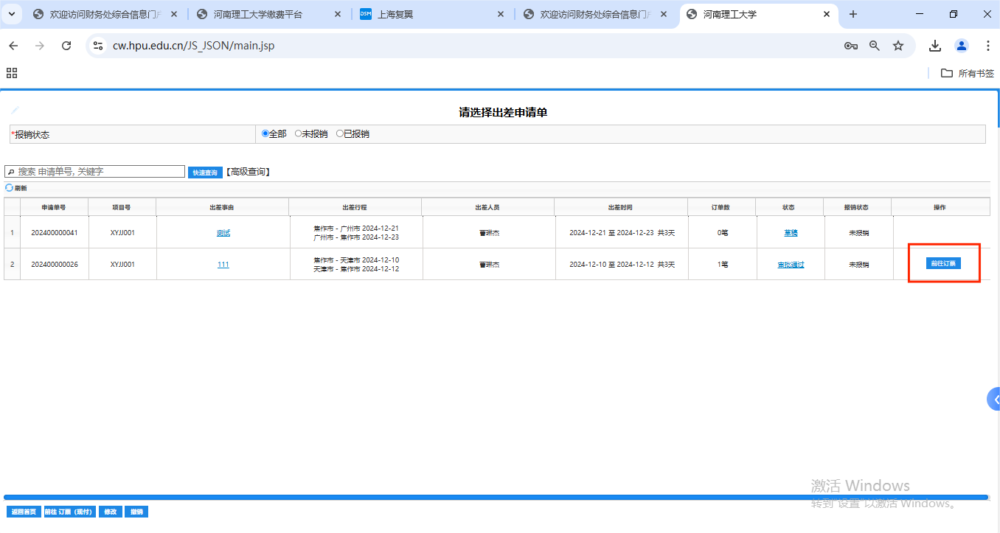 欢迎访问财务处综合信息门户
河南理工大学缴费平台
DSM 上海复翼
欢迎访问财务处综合信息门户
河南理工大学
cw.hpu.edu.cn/JS_JSON/main.jsp
所有书签
请选择出差申请单
*报销状态 全部 未报销 已报销
搜索 申请单号, 关键字 快速查询 【高级查询】
刷新
申请单号 项目号 出差事由 出差行程 出差人员 出差时间 订单数 状态 报销状态 操作
1 202400000041 XYJJ001 测试 焦作市 - 广州市 2024-12-21 曹琳杰 2024-12-21 至 2024-12-23 共3天 0笔 草稿 未报销
广州市 - 焦作市 2024-12-23
2 202400000026 XYJJ001 111 焦作市 - 天津市 2024-12-10 曹琳杰 2024-12-10 至 2024-12-12 共3天 1笔 审批通过 未报销 前往订票
天津市 - 焦作市 2024-12-12
激活 Windows
转到"设置"以激活 Windows。
返回首页 前往 订票（现付） 修改 撤销